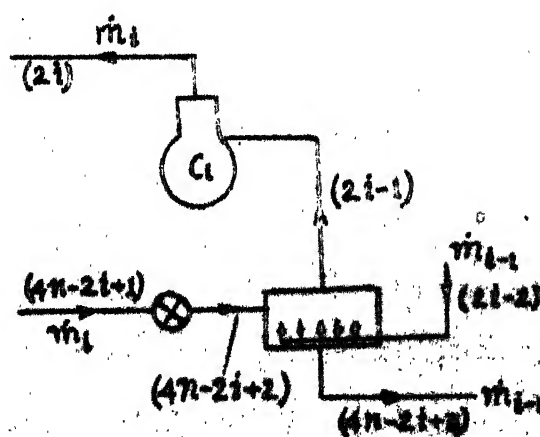 ṁᵢ
(2i)
Cᵢ
(2i-1)
ṁᵢ₋₁
(2i-2)
(4n-2i+1)
ṁᵢ
(4n-2i+2)
ṁᵢ₋₁